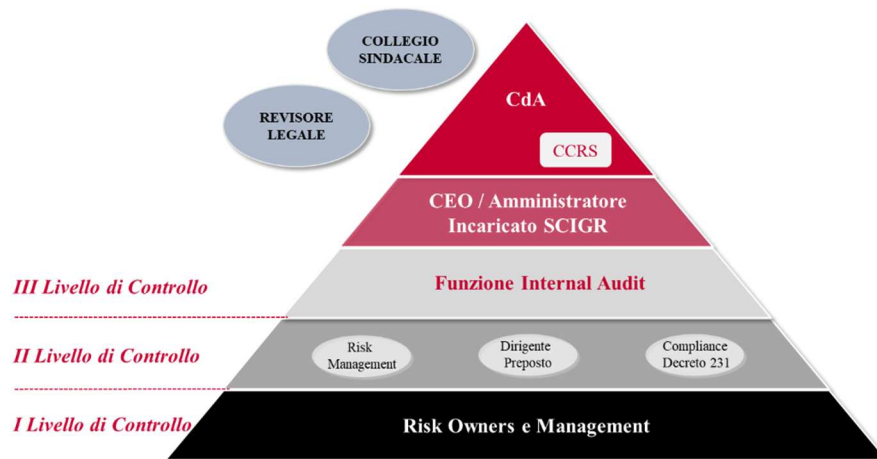 COLLEGIO
SINDACALE
REVISORE
LEGALE
CdA
CCRS
CEO / Amministratore
Incaricato SCIGR
III Livello di Controllo
Funzione Internal Audit
II Livello di Controllo
Risk
Management
Dirigente
Preposto
Compliance
Decreto 231
I Livello di Controllo
Risk Owners e Management